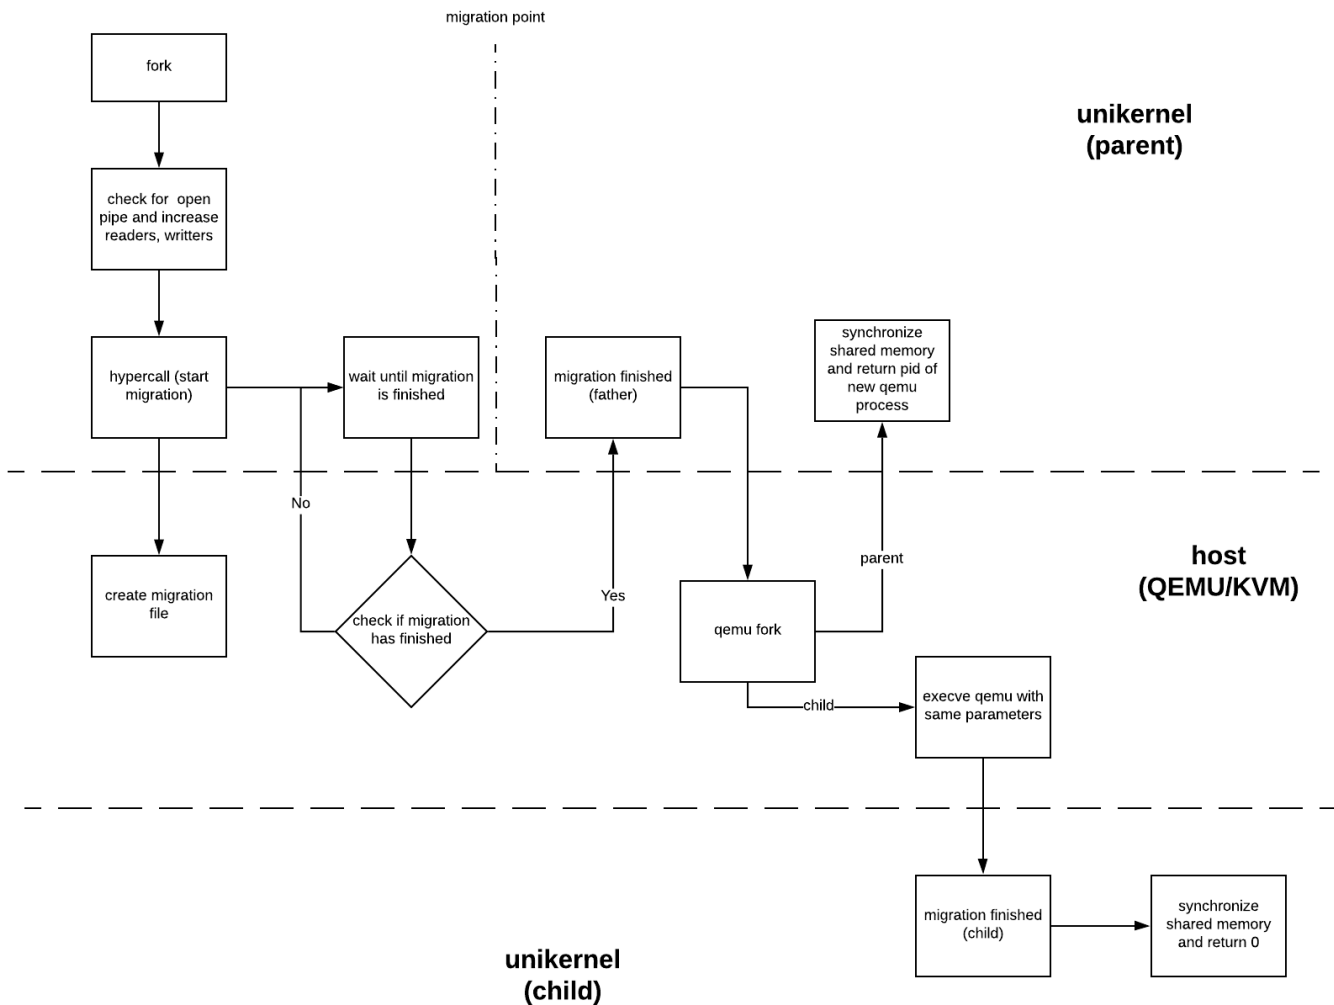 migration point
fork
unikernel
(parent)
check for  open
pipe and increase
readers, writters
hypercall (start
migration)
wait until migration
is finished
migration finished
(father)
synchronize
shared memory
and return pid of
new qemu
process
No
host
(QEMU/KVM)
parent
create migration
file
Yes
check if migration
has finished
qemu fork
child
execve qemu with
same parameters
migration finished
(child)
synchronize
shared memory
and return 0
unikernel
(child)